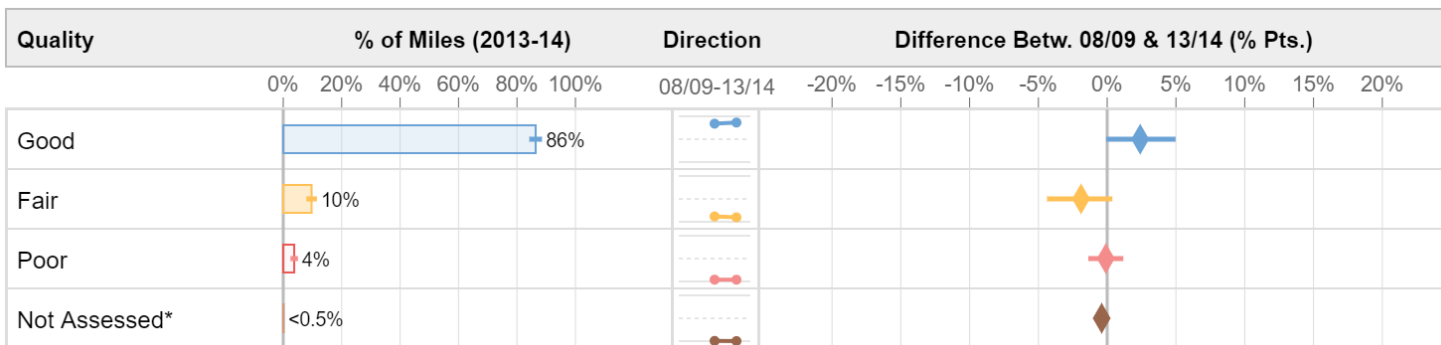 Quality % of Miles (2013-14) Direction Difference Betw. 08/09 & 13/14 (% Pts.)
0% 20% 40% 60% 80% 100% 08/09-13/14 -20% -15% -10% -5% 0% 5% 10% 15% 20%
Good 86%
Fair 10%
Poor 4%
Not Assessed* <0.5%